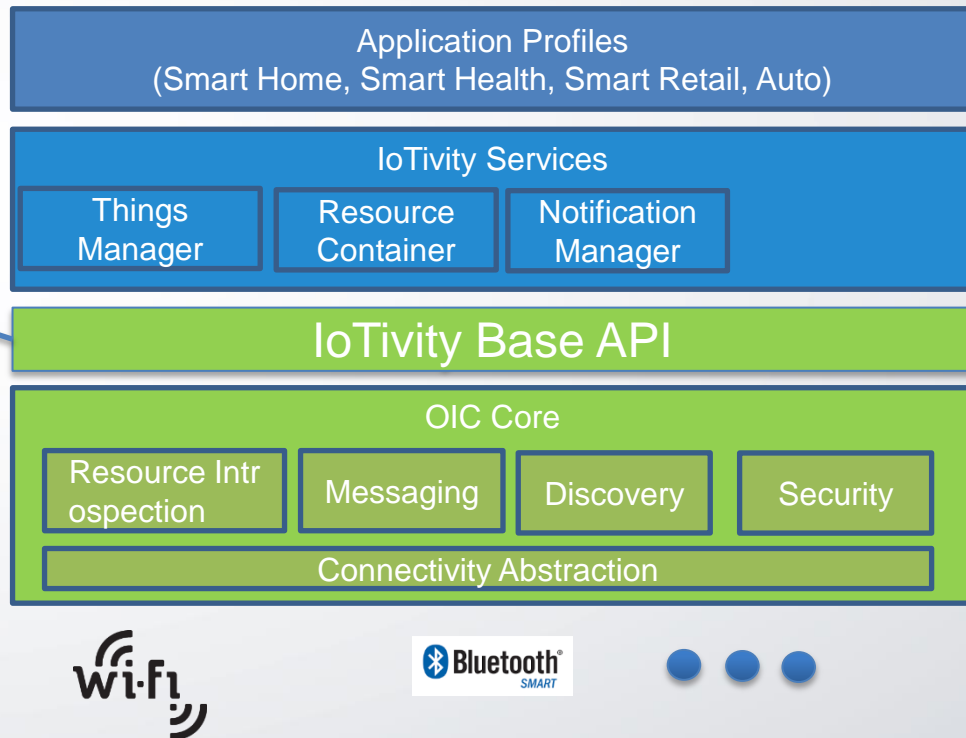 Application Profiles
(Smart Home, Smart Health, Smart Retail, Auto)
IoTivity Services
Things
Manager
Resource
Container
Notification
Manager
IoTivity Base API
OIC Core
Resource Intr
ospection
Messaging
Discovery
Security
Connectivity Abstraction
Wi-Fi
Bluetooth®
SMART